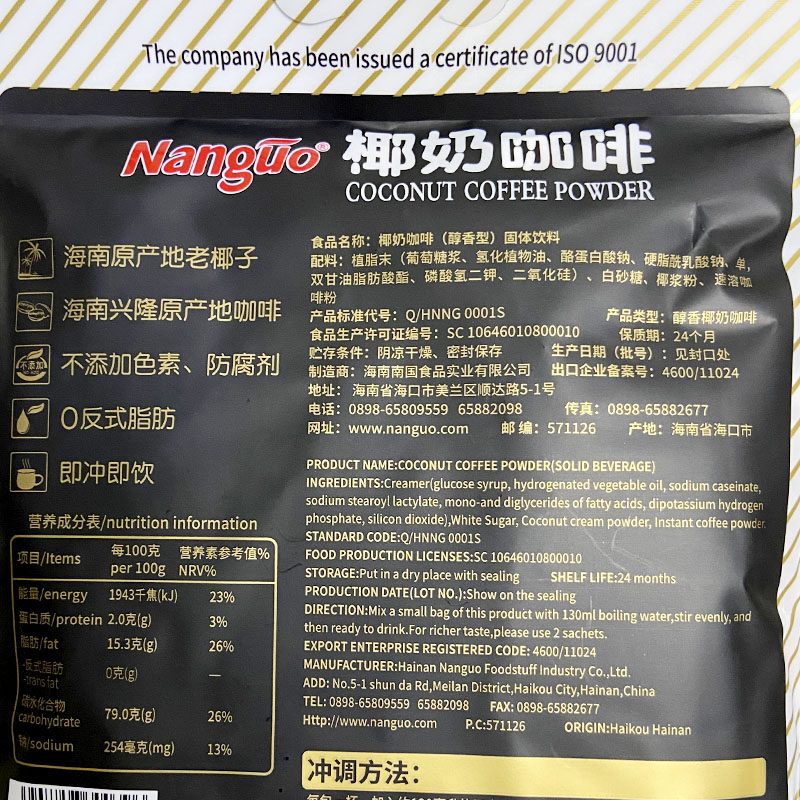 The company has been issued a certificate of ISO 9001
Nanguo® 椰奶咖啡
COCONUT COFFEE POWDER
海南原产地老椰子
海南兴隆原产地咖啡
不添加
不添加色素、防腐剂
0反式脂肪
即冲即饮
食品名称：椰奶咖啡（醇香型）固体饮料
配料：植脂末（葡萄糖浆、氢化植物油、酪蛋白酸钠、硬脂酰乳酸钠、单，
双甘油脂肪酸酯、磷酸氢二钾、二氧化硅）、白砂糖、椰浆粉、速溶咖
啡粉
产品标准代号：Q/HNNG 0001S 产品类型：醇香椰奶咖啡
食品生产许可证编号：SC 10646010800010 保质期：24个月
贮存条件：阴凉干燥、密封保存 生产日期（批号）：见封口处
制造商：海南南国食品实业有限公司 出口企业备案号：4600/11024
地址：海南省海口市美兰区顺达路5-1号
电话：0898-65809559 65882098 传真：0898-65882677
网址：www.nanguo.com 邮编：571126 产地：海南省海口市
PRODUCT NAME:COCONUT COFFEE POWDER(SOLID BEVERAGE)
INGREDIENTS:Creamer(glucose syrup, hydrogenated vegetable oil, sodium caseinate,
sodium stearoyl lactylate, mono-and diglycerides of fatty acids, dipotassium hydrogen
phosphate, silicon dioxide),White Sugar, Coconut cream powder, Instant coffee powder.
STANDARD CODE:Q/HNNG 0001S
FOOD PRODUCTION LICENSES:SC 10646010800010
STORAGE:Put in a dry place with sealing SHELF LIFE:24 months
PRODUCTION DATE(LOT NO.):Show on the sealing
DIRECTION:Mix a small bag of this product with 130ml boiling water,stir evenly, and
then ready to drink.For richer taste,please use 2 sachets.
EXPORT ENTERPRISE REGISTERED CODE: 4600/11024
MANUFACTURER:Hainan Nanguo Foodstuff Industry Co.,Ltd.
ADD: No.5-1 shun da Rd,Meilan District,Haikou City,Hainan,China
TEL: 0898-65809559 65882098 FAX: 0898-65882677
Http://www.nanguo.com P.C:571126 ORIGIN:Haikou Hainan
营养成分表/nutrition information
项目/Items 每100克 per 100g 营养素参考值% NRV%
能量/energy 1943千焦(kJ) 23%
蛋白质/protein 2.0克(g) 3%
脂肪/fat 15.3克(g) 26%
-反式脂肪 -trans fat 0克(g) —
碳水化合物 carbohydrate 79.0克(g) 26%
钠/sodium 254毫克(mg) 13%
冲调方法：